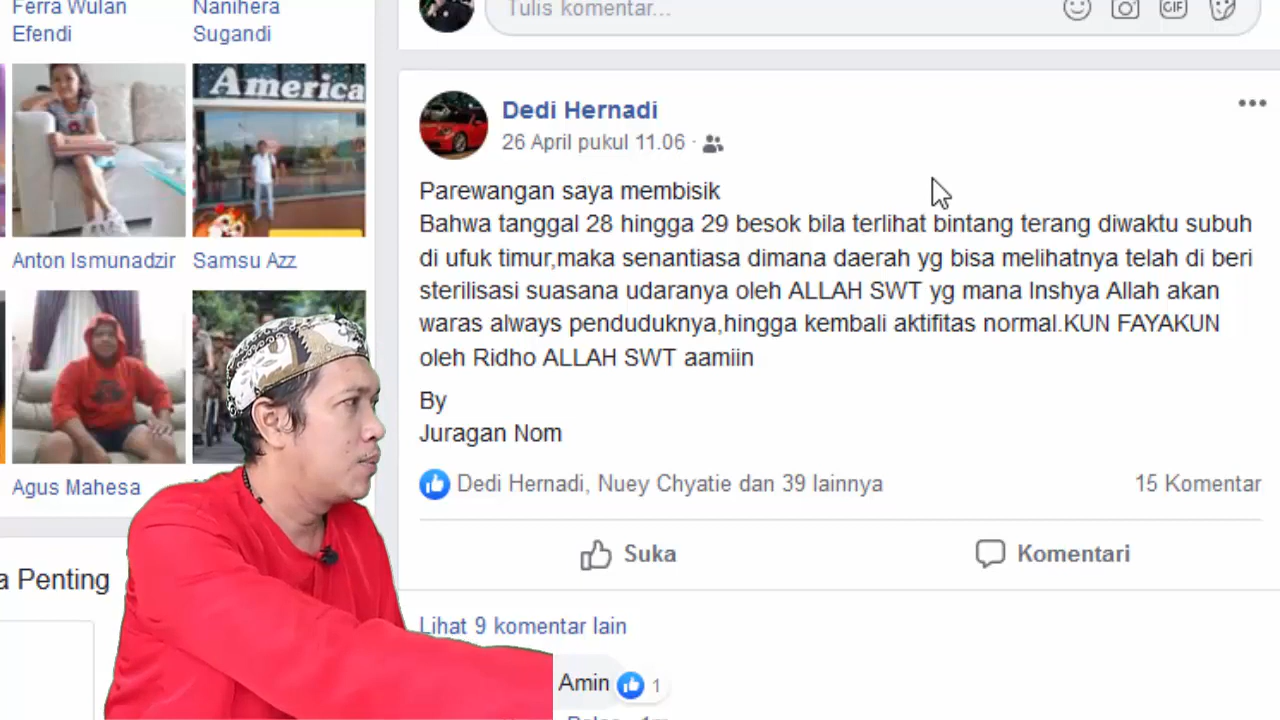 Ferra Wulan
Efendi
Nanihera
Sugandi
America
Anton Ismunadzir
Samsu Azz
Agus Mahesa
a Penting
Tulis komentar...
GIF
Dedi Hernadi
26 April pukul 11.06 ·
Parewangan saya membisik
Bahwa tanggal 28 hingga 29 besok bila terlihat bintang terang diwaktu subuh
di ufuk timur,maka senantiasa dimana daerah yg bisa melihatnya telah di beri
sterilisasi suasana udaranya oleh ALLAH SWT yg mana Inshya Allah akan
waras always penduduknya,hingga kembali aktifitas normal.KUN FAYAKUN
oleh Ridho ALLAH SWT aamiin
By
Juragan Nom
Dedi Hernadi, Nuey Chyatie dan 39 lainnya
15 Komentar
Suka
Komentari
Lihat 9 komentar lain
Amin
1